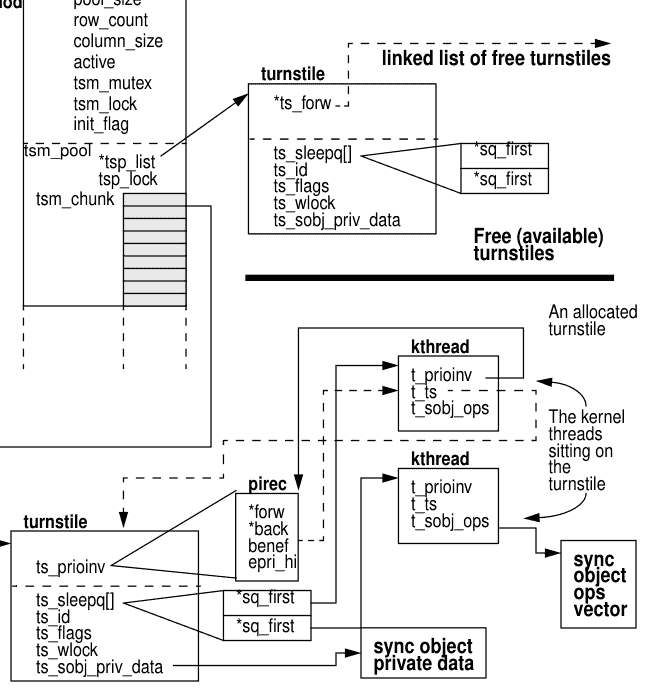 pool_size
row_count
column_size
active
tsm_mutex
tsm_lock
init_flag
tsm_pool
*tsp_list
tsp_lock
tsm_chunk
turnstile
*ts_forw
linked list of free turnstiles
ts_sleepq[]
ts_id
ts_flags
ts_wlock
ts_sobj_priv_data
*sq_first
*sq_first
Free (available)
turnstiles
An allocated
turnstile
kthread
t_prioinv
t_ts
t_sobj_ops
The kernel
threads
sitting on
the
turnstile
kthread
t_prioinv
t_ts
t_sobj_ops
pirec
*forw
*back
benef
epri_hi
turnstile
ts_prioinv
ts_sleepq[]
ts_id
ts_flags
ts_wlock
ts_sobj_priv_data
*sq_first
*sq_first
sync object
private data
sync
object
ops
vector